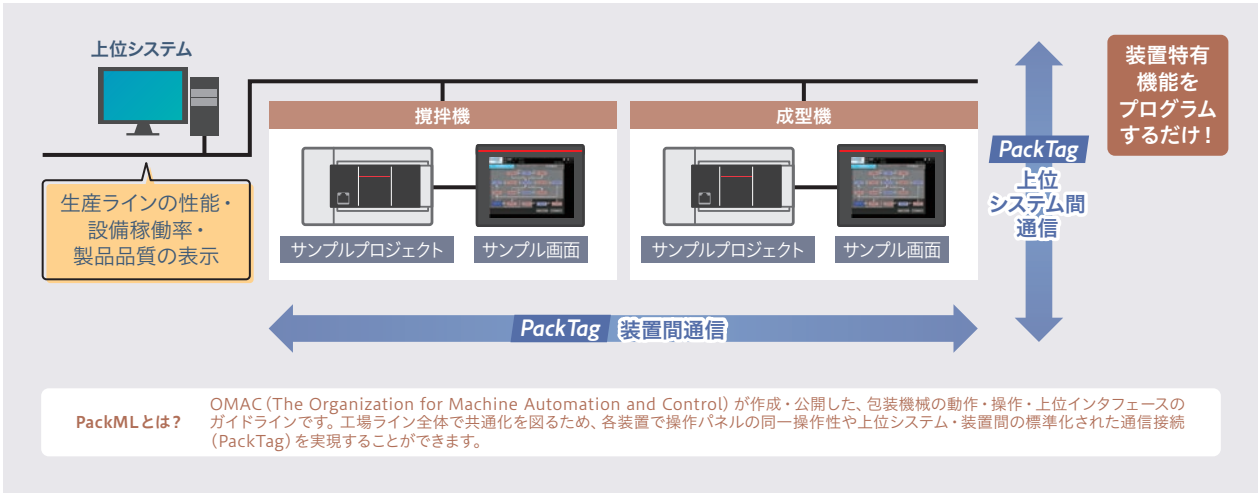 上位システム
生産ラインの性能・
設備稼働率・
製品品質の表示
撹拌機
サンプルプロジェクト
サンプル画面
成型機
サンプルプロジェクト
サンプル画面
PackTag 装置間通信
PackTag
上位
システム間
通信
装置特有
機能を
プログラム
するだけ！
PackMLとは？
OMAC（The Organization for Machine Automation and Control）が作成・公開した、包装機械の動作・操作・上位インタフェースの
ガイドラインです。工場ライン全体で共通化を図るため、各装置で操作パネルの同一操作性や上位システム・装置間の標準化された通信接続
（PackTag）を実現することができます。